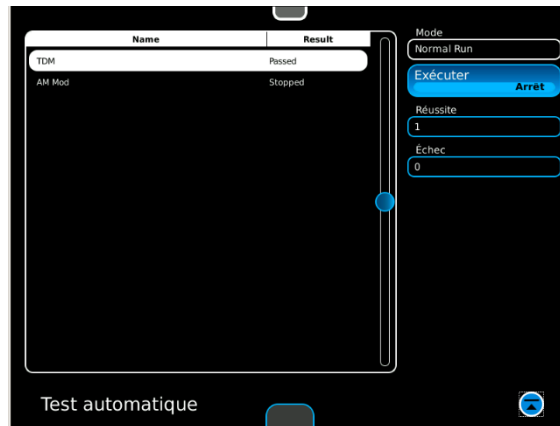 Name Result
TDM Passed
AM Mod Stopped
Mode
Normal Run
Exécuter
Arrêt
Réussite
1
Échec
0
Test automatique